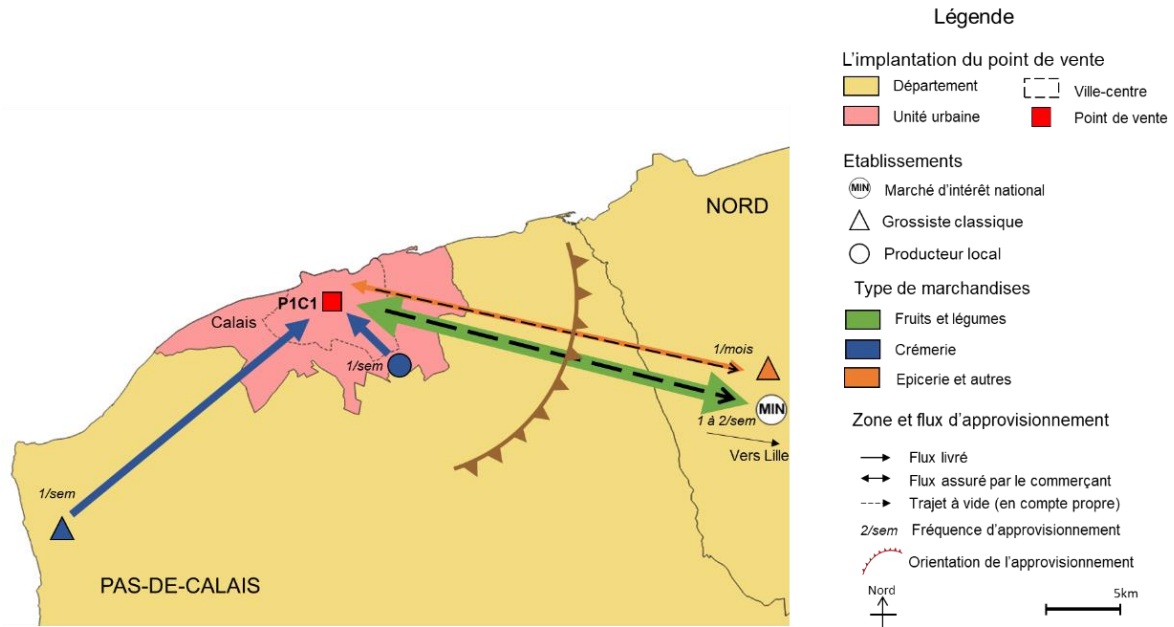 NORD
P1C1
Calais
1/sem
1/mois
MIN
1 à 2/sem
Vers Lille
1/sem
PAS-DE-CALAIS
Légende
L'implantation du point de vente
Département
Ville-centre
Unité urbaine
Point de vente
Etablissements
MIN
Marché d'intérêt national
Grossiste classique
Producteur local
Type de marchandises
Fruits et légumes
Crémerie
Epicerie et autres
Zone et flux d'approvisionnement
Flux livré
Flux assuré par le commerçant
Trajet à vide (en compte propre)
2/sem
Fréquence d'approvisionnement
Orientation de l'approvisionnement
Nord
5km